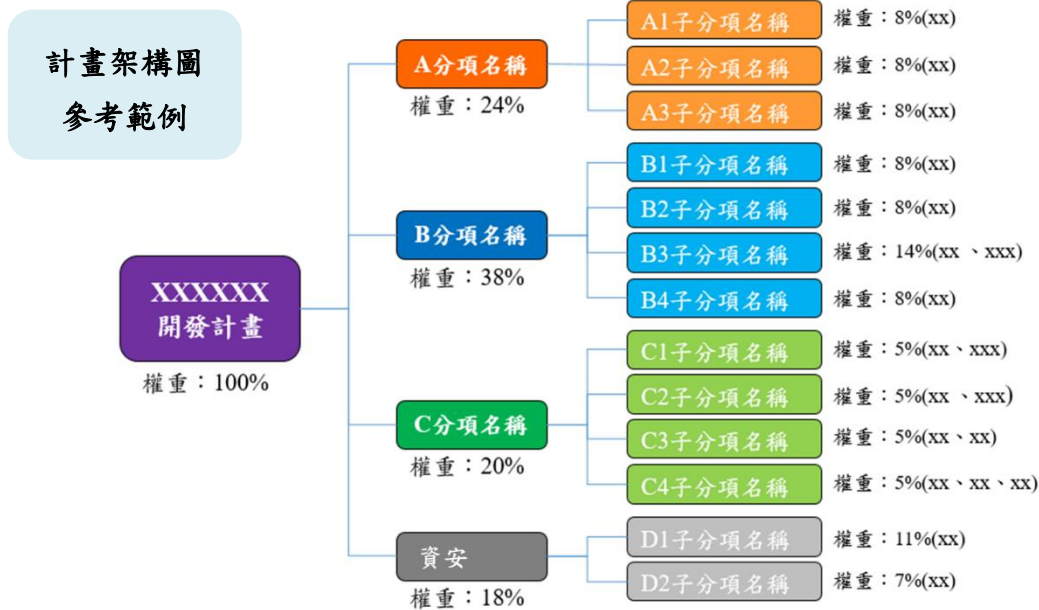 計畫架構圖
參考範例
XXXXXX
開發計畫
權重：100%
A分項名稱
權重：24%
A1子分項名稱 權重：8%(xx)
A2子分項名稱 權重：8%(xx)
A3子分項名稱 權重：8%(xx)
B分項名稱
權重：38%
B1子分項名稱 權重：8%(xx)
B2子分項名稱 權重：8%(xx)
B3子分項名稱 權重：14%(xx 、xxx)
B4子分項名稱 權重：8%(xx)
C分項名稱
權重：20%
C1子分項名稱 權重：5%(xx、xxx)
C2子分項名稱 權重：5%(xx 、xxx)
C3子分項名稱 權重：5%(xx、xx)
C4子分項名稱 權重：5%(xx、xx、xx)
資安
權重：18%
D1子分項名稱 權重：11%(xx)
D2子分項名稱 權重：7%(xx)